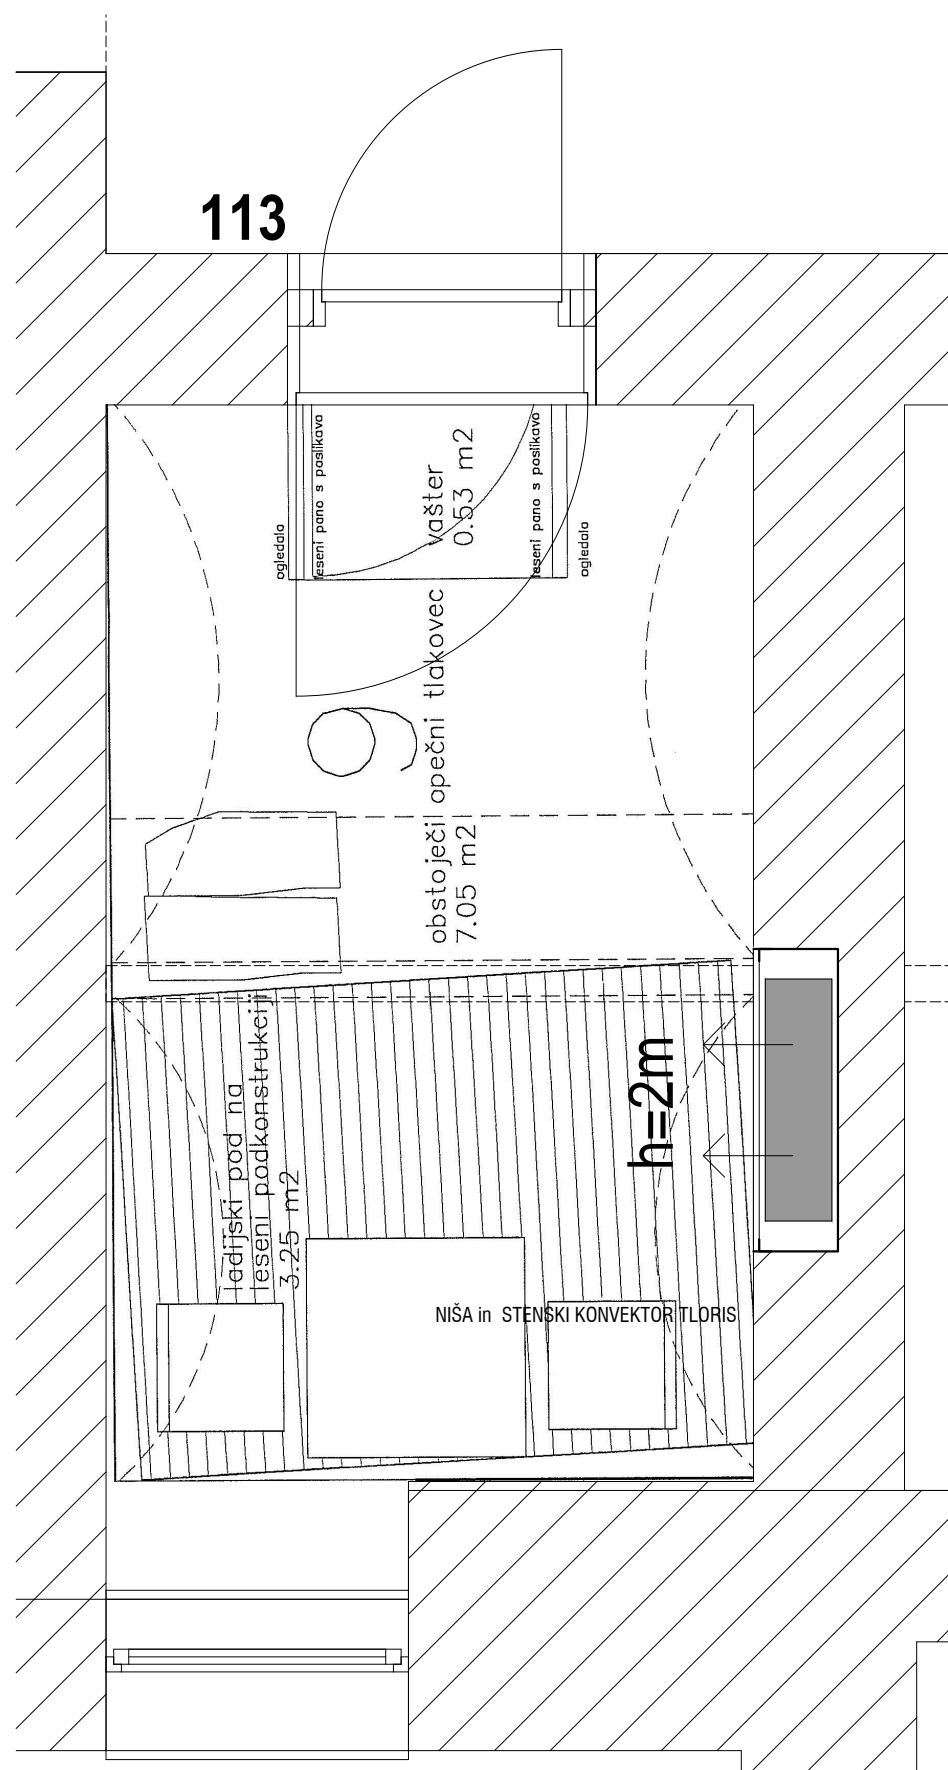 113
ogledalo
leseni pano s poslikavo
vašter
0.53 m2
leseni pano s poslikavo
ogledalo
9
obstoječi opečni tlakovec
7.05 m2
ladijski pod na
leseni podkonstrukciji
3.25 m2
h=2m
NIŠA in STENSKI KONVEKTOR TLORIS